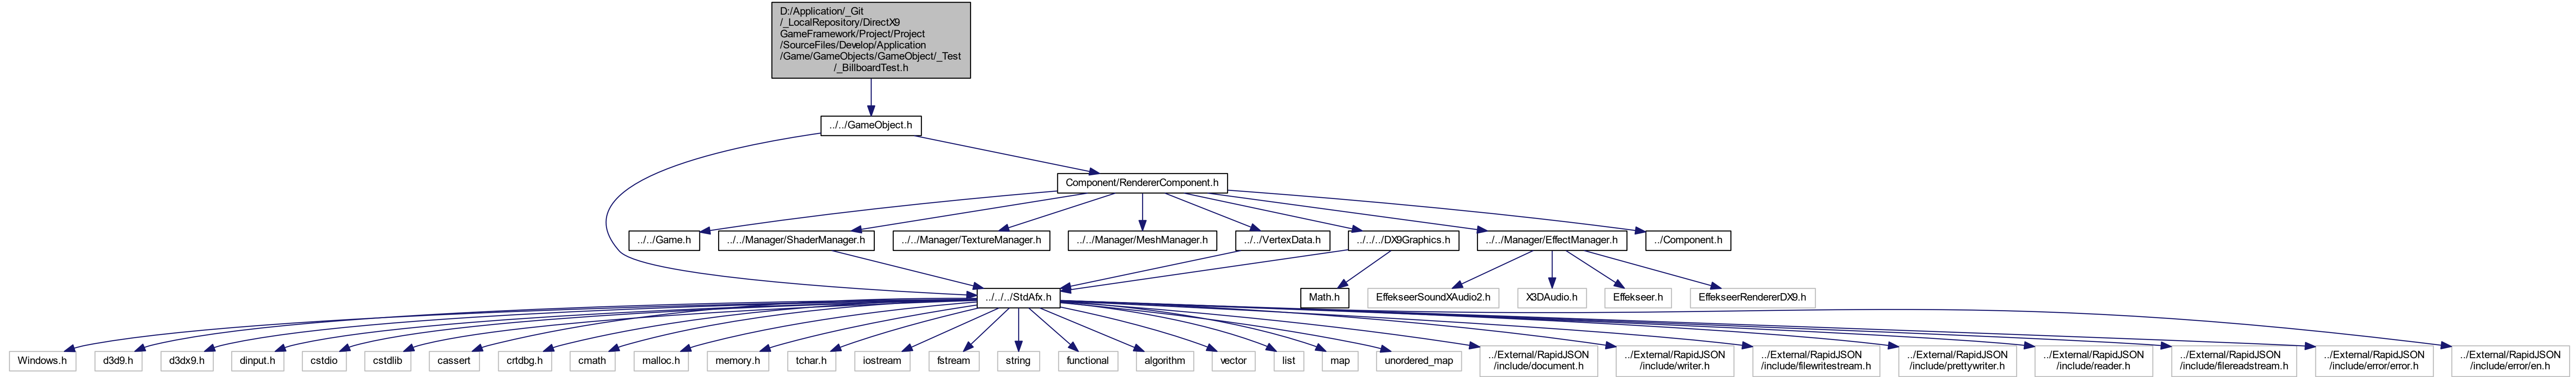 D:/Application/_Git
/_LocalRepository/DirectX9
GameFramework/Project/Project
/SourceFiles/Develop/Application
/Game/GameObjects/GameObject/_Test
/_BillboardTest.h
../../GameObject.h
Component/RendererComponent.h
../../Game.h
../../Manager/ShaderManager.h
../../Manager/TextureManager.h
../../Manager/MeshManager.h
../../VertexData.h
../../../DX9Graphics.h
../../Manager/EffectManager.h
../Component.h
../../../StdAfx.h
Math.h
EffekseerSoundXAudio2.h
X3DAudio.h
Effekseer.h
EffekseerRendererDX9.h
Windows.h
d3d9.h
d3dx9.h
dinput.h
cstdio
cstdlib
cassert
crtdbg.h
cmath
malloc.h
memory.h
tchar.h
iostream
fstream
string
functional
algorithm
vector
list
map
unordered_map
../External/RapidJSON
/include/document.h
../External/RapidJSON
/include/writer.h
../External/RapidJSON
/include/filewritestream.h
../External/RapidJSON
/include/prettywriter.h
../External/RapidJSON
/include/reader.h
../External/RapidJSON
/include/filereadstream.h
../External/RapidJSON
/include/error/error.h
../External/RapidJSON
/include/error/en.h